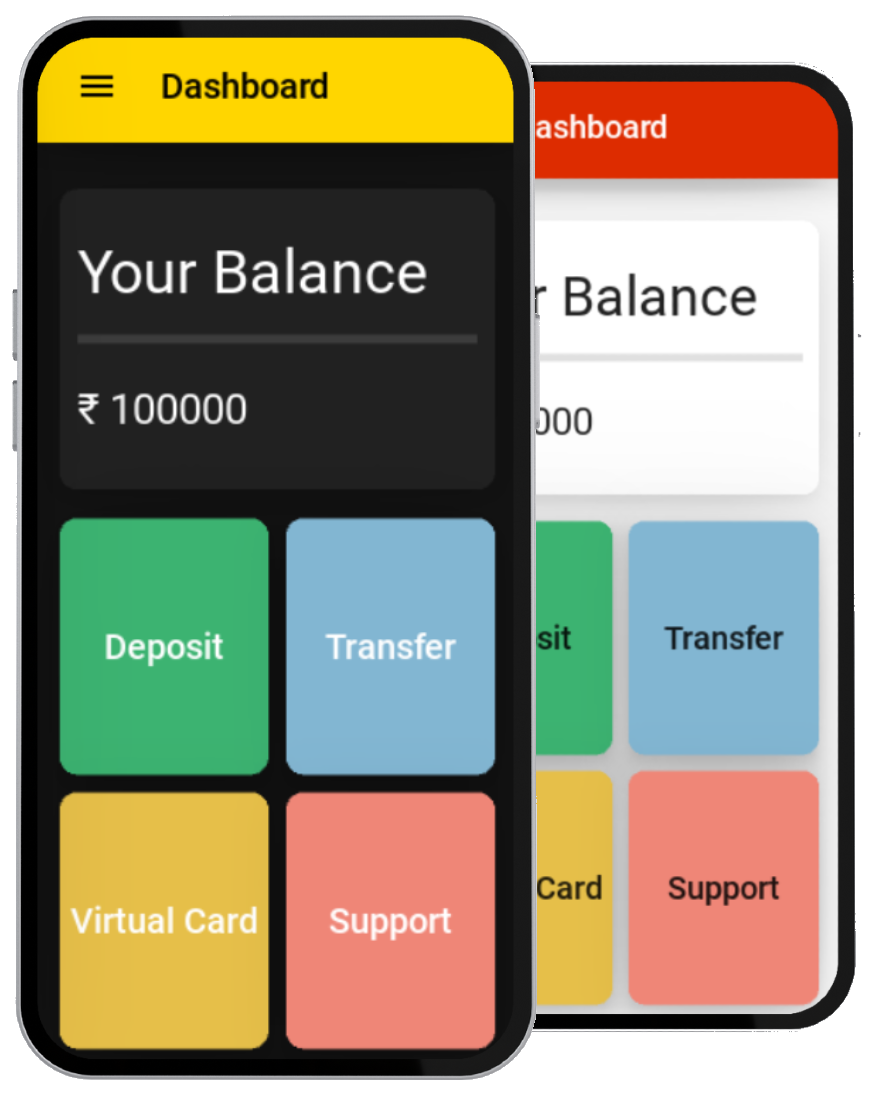 Dashboard
Your Balance
₹ 100000
Deposit
Transfer
Virtual Card
Support
ashboard
r Balance
000
sit
Transfer
Card
Support